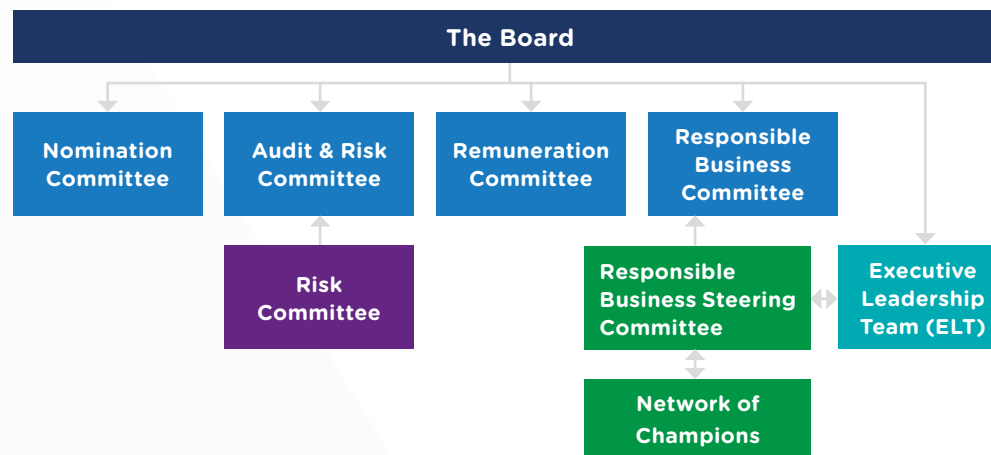 The Board
Nomination
Committee
Audit & Risk
Committee
Remuneration
Committee
Responsible
Business
Committee
Risk
Committee
Responsible
Business Steering
Committee
Executive
Leadership
Team (ELT)
Network of
Champions